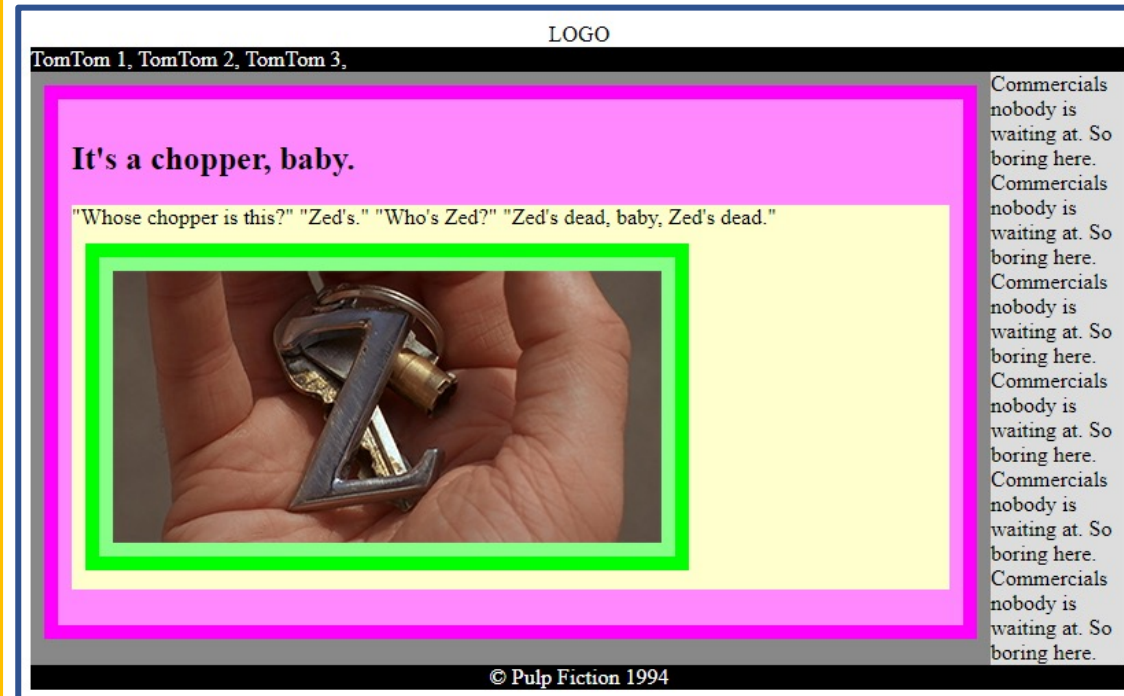 LOGO
TomTom 1, TomTom 2, TomTom 3,
It's a chopper, baby.
"Whose chopper is this?" "Zed's." "Who's Zed?" "Zed's dead, baby, Zed's dead."
Commercials
nobody is
waiting at. So
boring here.
Commercials
nobody is
waiting at. So
boring here.
Commercials
nobody is
waiting at. So
boring here.
Commercials
nobody is
waiting at. So
boring here.
Commercials
nobody is
waiting at. So
boring here.
Commercials
nobody is
waiting at. So
boring here.
© Pulp Fiction 1994